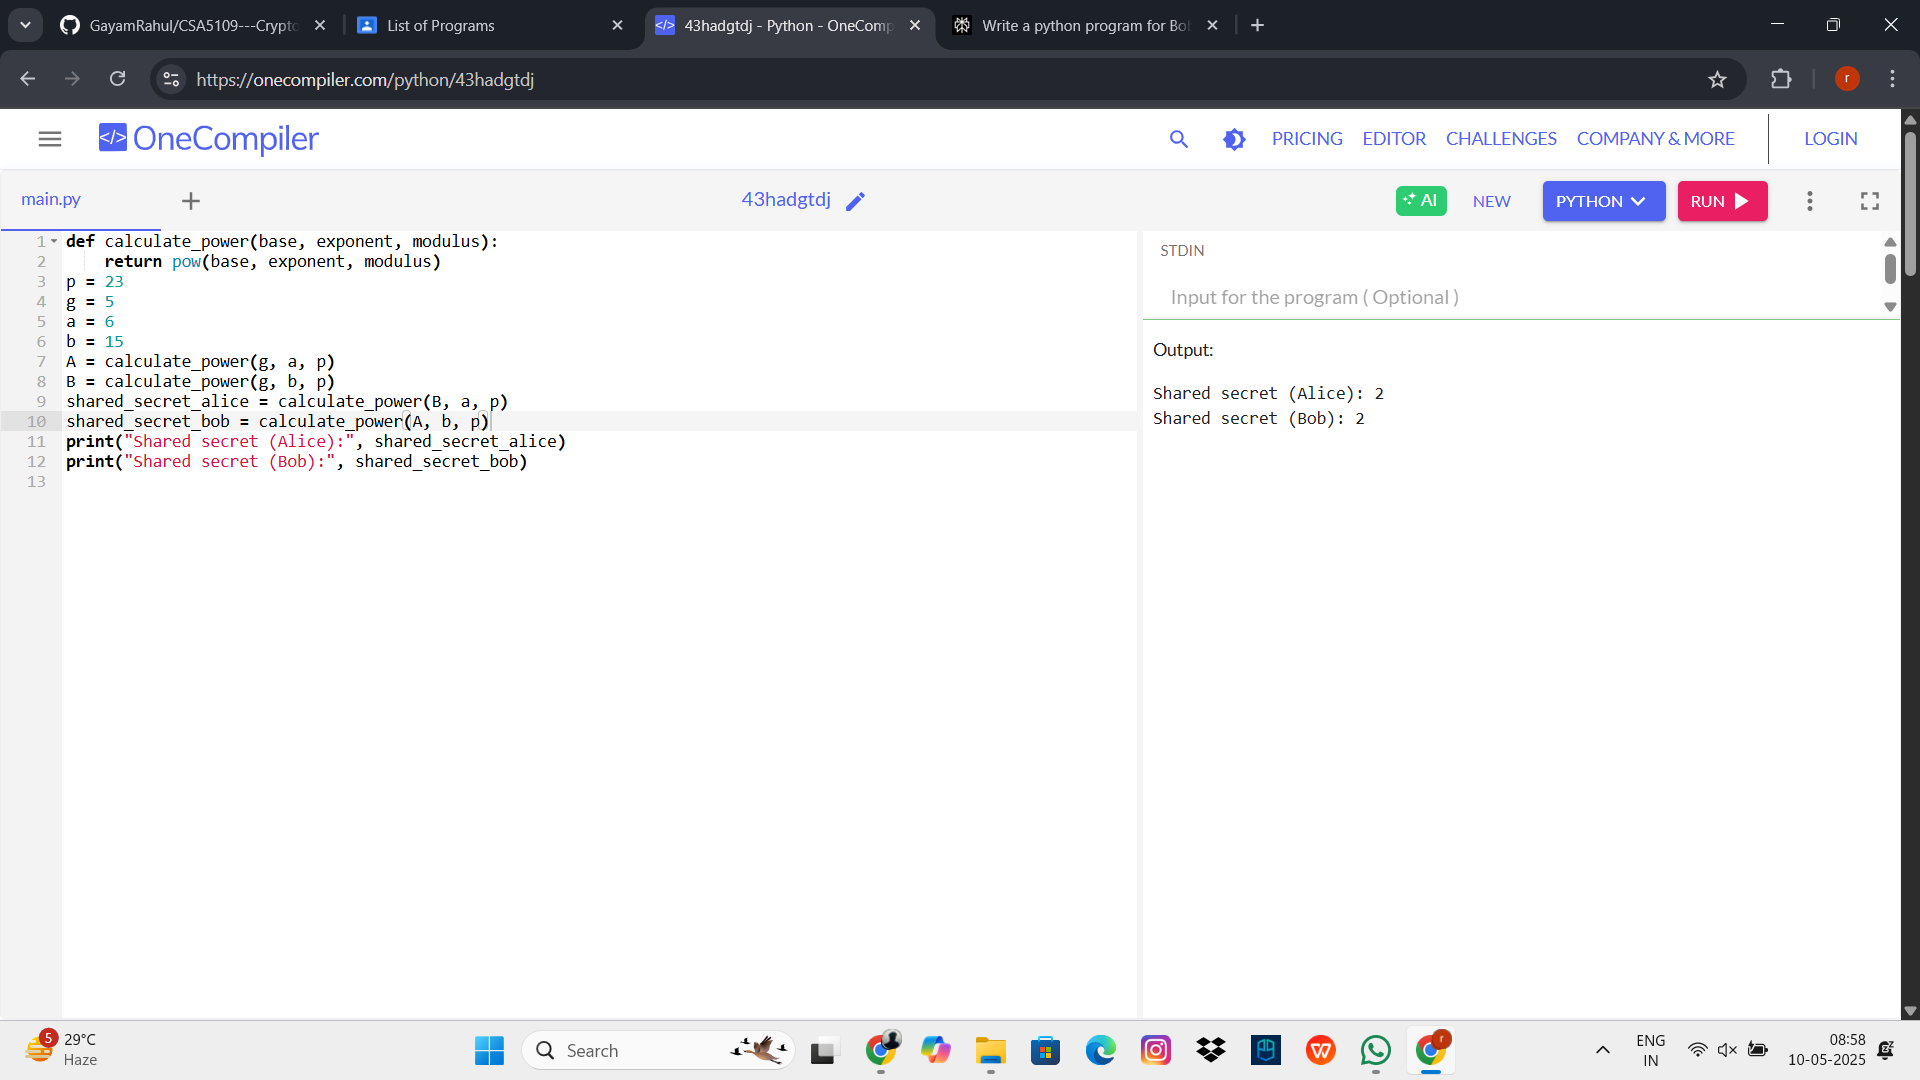 GayamRahul/CSA5109---Crypto
List of Programs
43hadgtdj - Python - OneComp
Write a python program for Bob
https://onecompiler.com/python/43hadgtdj
r
</> OneCompiler
PRICING
EDITOR
CHALLENGES
COMPANY & MORE
LOGIN
main.py
43hadgtdj
AI
NEW
PYTHON
RUN
1 def calculate_power(base, exponent, modulus):
2 return pow(base, exponent, modulus)
3 p = 23
4 g = 5
5 a = 6
6 b = 15
7 A = calculate_power(g, a, p)
8 B = calculate_power(g, b, p)
9 shared_secret_alice = calculate_power(B, a, p)
10 shared_secret_bob = calculate_power(A, b, p)
11 print("Shared secret (Alice):", shared_secret_alice)
12 print("Shared secret (Bob):", shared_secret_bob)
13
STDIN
Input for the program ( Optional )
Output:
Shared secret (Alice): 2
Shared secret (Bob): 2
5
29°C
Haze
Search
ENG
IN
08:58
10-05-2025